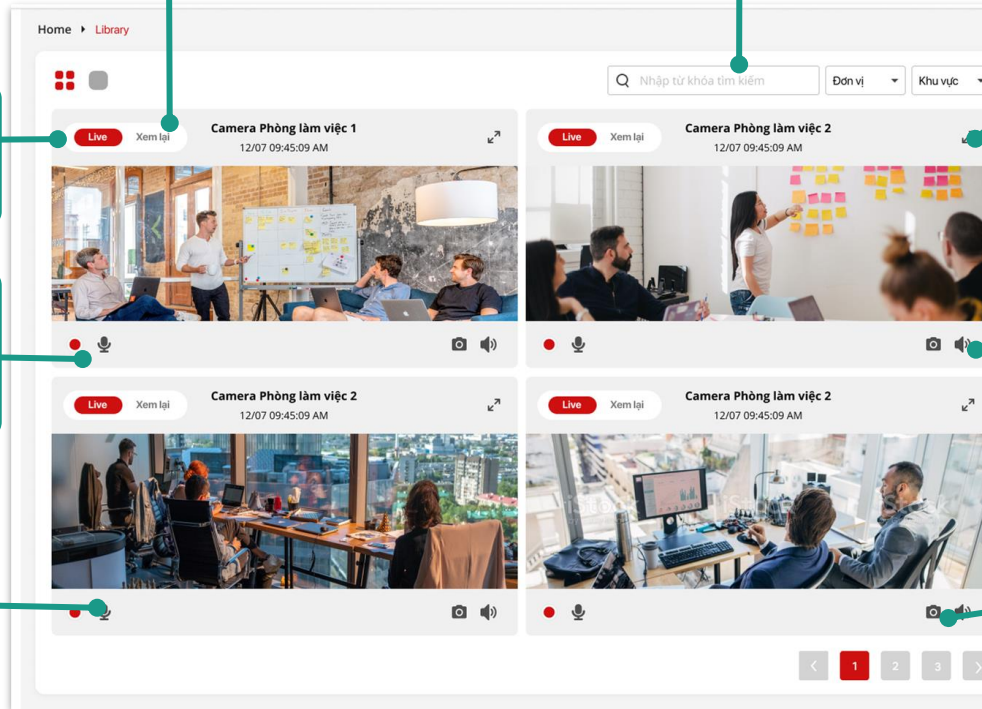 Home Library
Nhập từ khóa tìm kiếm Đơn vị Khu vực
Live Xem lại Camera Phòng làm việc 1
12/07 09:45:09 AM
Live Xem lại Camera Phòng làm việc 2
12/07 09:45:09 AM
Live Xem lại Camera Phòng làm việc 2
12/07 09:45:09 AM
Live Xem lại Camera Phòng làm việc 2
12/07 09:45:09 AM
1 2 3